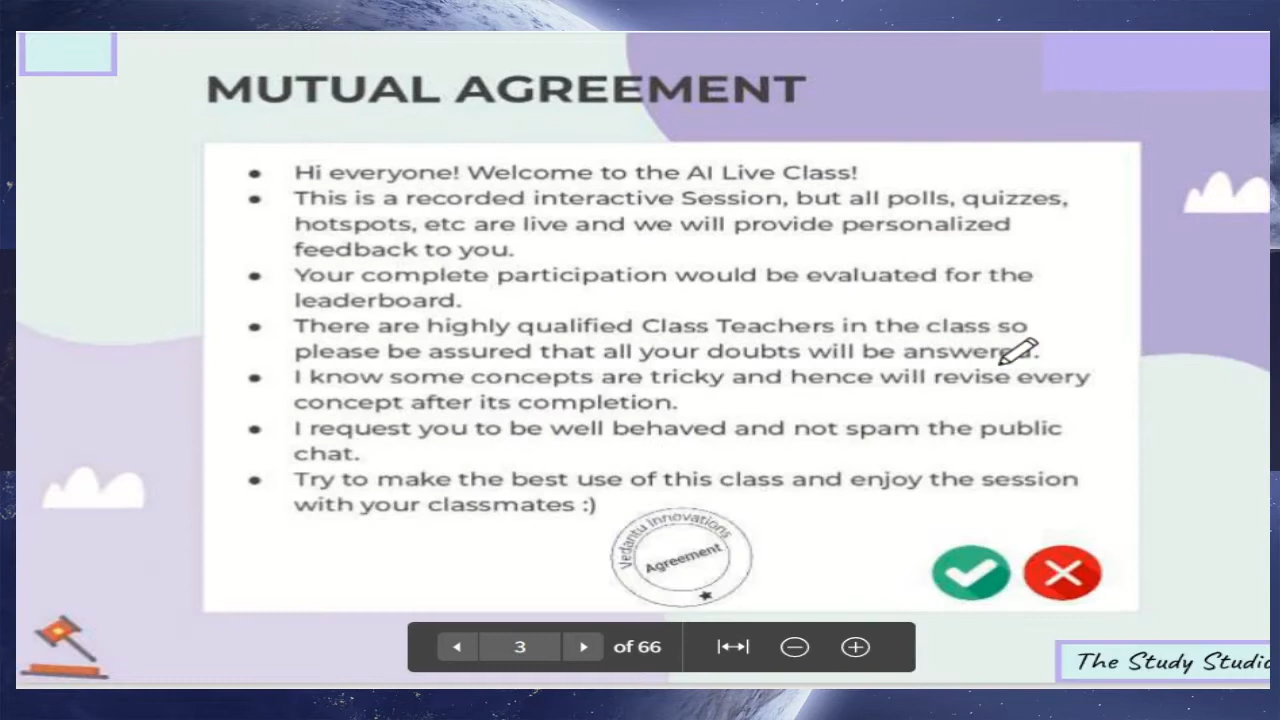 MUTUAL AGREEMENT
● Hi everyone! Welcome to the AI Live Class!
● This is a recorded interactive Session, but all polls, quizzes,
hotspots, etc are live and we will provide personalized
feedback to you.
● Your complete participation would be evaluated for the
leaderboard.
● There are highly qualified Class Teachers in the class so
please be assured that all your doubts will be answered.
● I know some concepts are tricky and hence will revise every
concept after its completion.
● I request you to be well behaved and not spam the public
chat.
● Try to make the best use of this class and enjoy the session
with your classmates :)
Vedantu Innovations
Agreement
3 of 66
The Study Studio